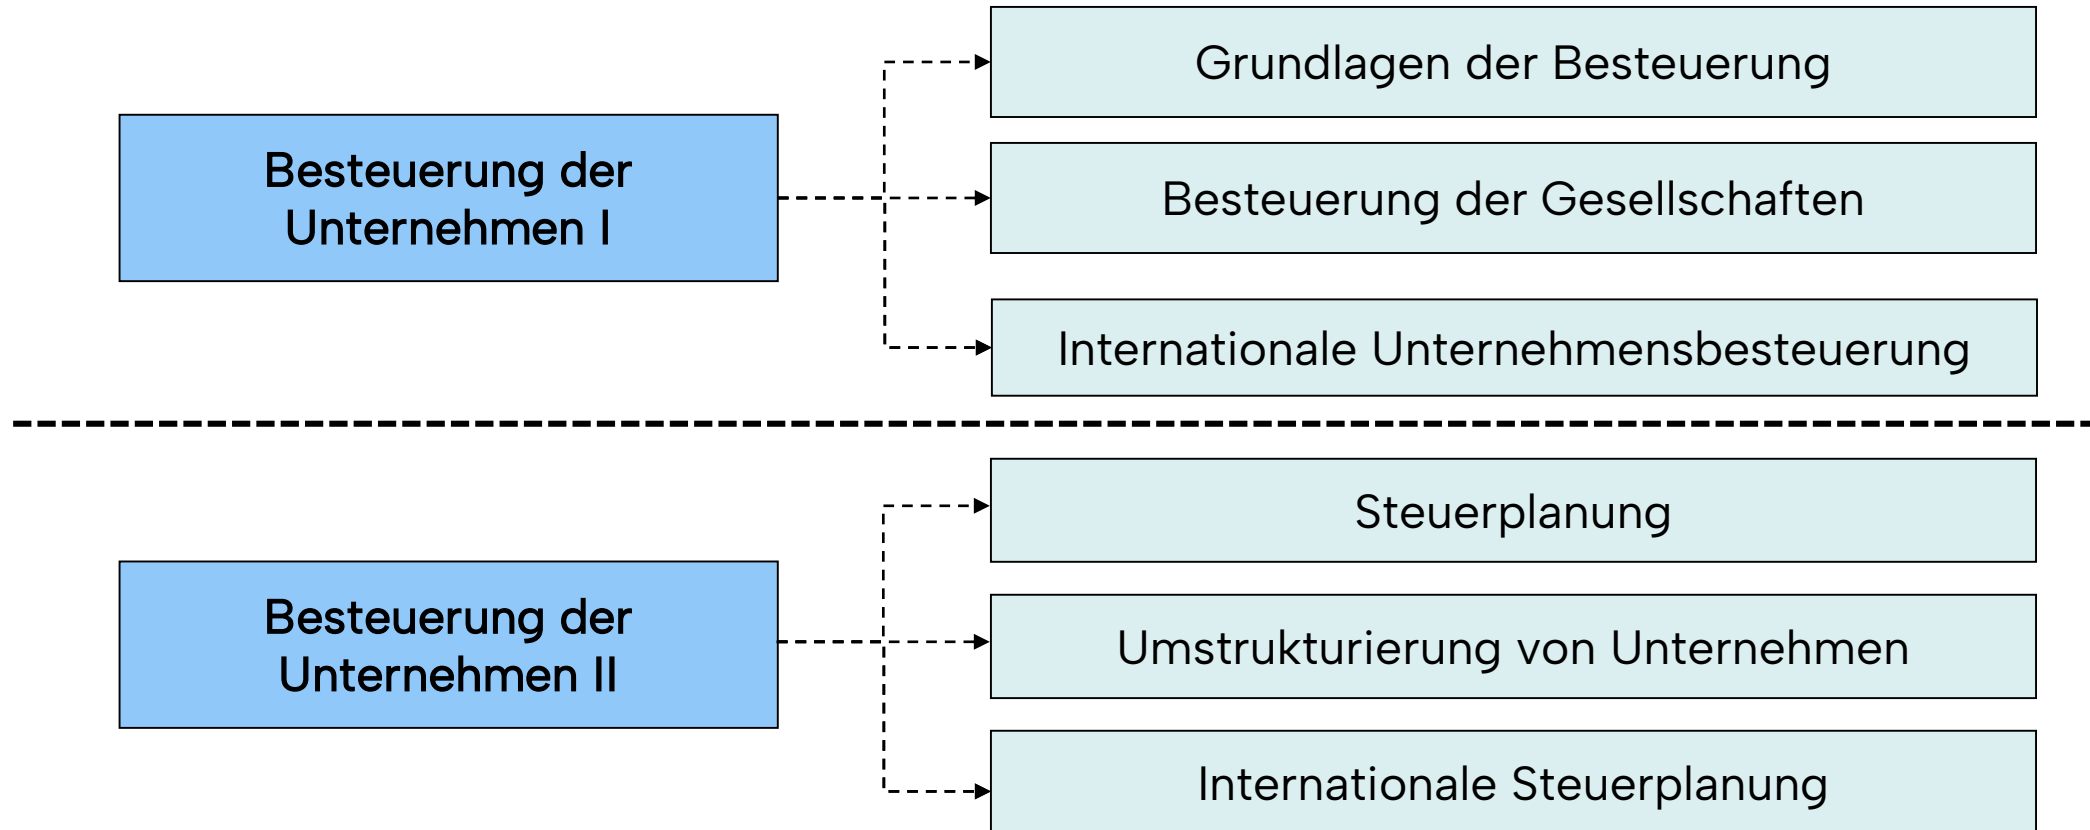 Besteuerung der
Unternehmen I
Grundlagen der Besteuerung
Besteuerung der Gesellschaften
Internationale Unternehmensbesteuerung
Besteuerung der
Unternehmen II
Steuerplanung
Umstrukturierung von Unternehmen
Internationale Steuerplanung